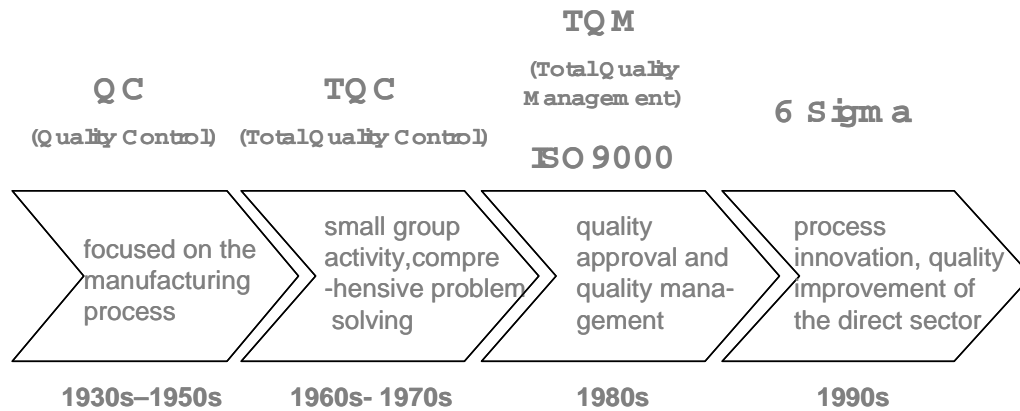 QC
(Quality Control)
TQC
(Total Quality Control)
TQM
(Total Quality
Management)
ISO 9000
6 Sigma
focused on the
manufacturing
process
small group
activity,compre
-hensive problem
solving
quality
approval and
quality mana-
gement
process
innovation, quality
improvement of
the direct sector
1930s–1950s
1960s- 1970s
1980s
1990s